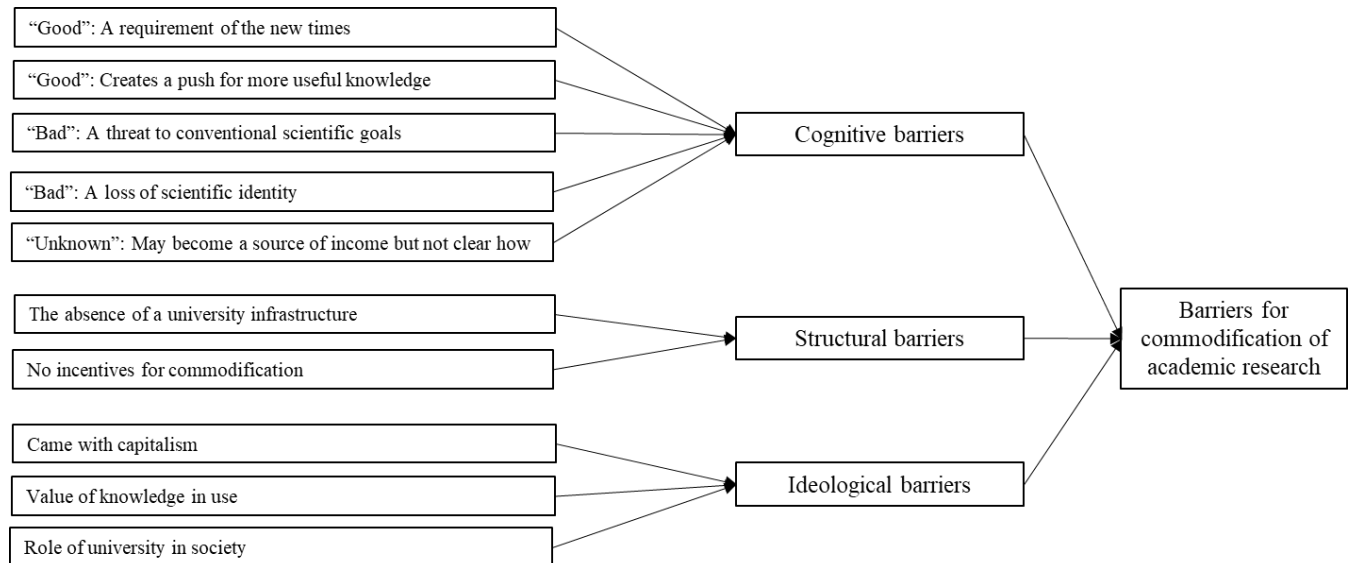 “Good”: A requirement of the new times
“Good”: Creates a push for more useful knowledge
“Bad”: A threat to conventional scientific goals
“Bad”: A loss of scientific identity
“Unknown”: May become a source of income but not clear how
Cognitive barriers
The absence of a university infrastructure
No incentives for commodification
Structural barriers
Came with capitalism
Value of knowledge in use
Role of university in society
Ideological barriers
Barriers for
commodification of
academic research